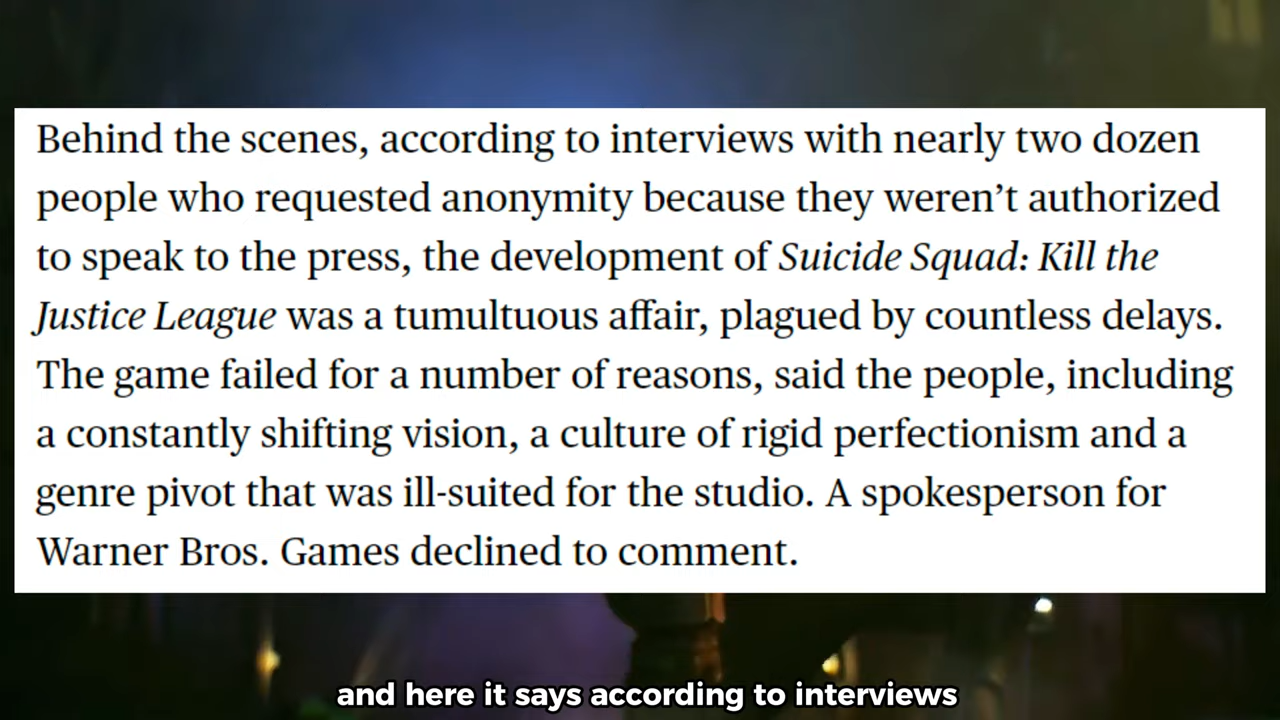 Behind the scenes, according to interviews with nearly two dozen
people who requested anonymity because they weren’t authorized
to speak to the press, the development of Suicide Squad: Kill the
Justice League was a tumultuous affair, plagued by countless delays.
The game failed for a number of reasons, said the people, including
a constantly shifting vision, a culture of rigid perfectionism and a
genre pivot that was ill-suited for the studio. A spokesperson for
Warner Bros. Games declined to comment.
and here it says according to interviews